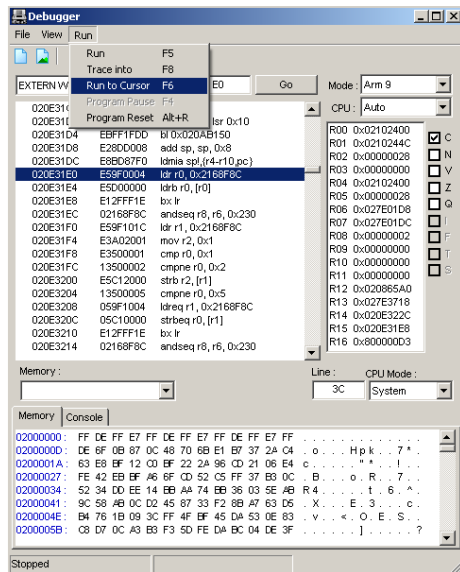 Debugger
File View Run
Run F5
Trace into F8
Run to Cursor F6
Program Pause F4
Program Reset Alt+R
EXTERN W E0 Go Mode : Arm 9
CPU : Auto
020E31
020E31 lsr 0x10
020E31D4 EBFF1FDD bl 0x020AB150
020E31D8 E28DD008 add sp, sp, 0x8
020E31DC E8BD87F0 ldmia sp!,{r4-r10,pc}
020E31E0 E59F0004 ldr r0, 0x2168F8C
020E31E4 E5D00000 ldrb r0, [r0]
020E31E8 E12FFF1E bx lr
020E31EC 02168F8C andseq r8, r6, 0x230
020E31F0 E59F101C ldr r1, 0x2168F8C
020E31F4 E3A02001 mov r2, 0x1
020E31F8 E3500001 cmp r0, 0x1
020E31FC 13500002 cmpne r0, 0x2
020E3200 E5C12000 strb r2, [r1]
020E3204 13500005 cmpne r0, 0x5
020E3208 059F1004 ldreq r1, 0x2168F8C
020E320C 05C10000 strbeq r0, [r1]
020E3210 E12FFF1E bx lr
020E3214 02168F8C andseq r8, r6, 0x230
R00 0x02102400
R01 0x0210244C
R02 0x00000028
R03 0x00000000
R04 0x02102400
R05 0x00000028
R06 0x027E01D8
R07 0x027E01DC
R08 0x00000002
R09 0x00000000
R10 0x00000000
R11 0x00000000
R12 0x020865A0
R13 0x027E3718
R14 0x020E322C
R15 0x020E31E8
R16 0x800000D3
C
N
V
Z
Q
I
F
T
S
Memory : Line : CPU Mode :
3C System
Memory Console
02000000 : FF DE FF E7 FF DE FF E7 FF DE FF E7 FF . . . . . . . . . . . . .
0200000D : DE 6F 0B 87 0C 48 70 6B E1 B7 37 2A C4 . o . . . H p k . . 7 * .
0200001A : 63 E8 BF 12 C0 BF 22 2A 96 CD 21 06 E4 c . . . . . " * . . ! . .
02000027 : FE 42 EB BF A6 6F CD 52 C5 FF 37 B3 0C . B . . . o . R . . 7 . .
02000034 : 52 34 DD EE 14 BB AA 74 BB 36 03 5E AB R 4 . . . . . t . 6 . ^ .
02000041 : 9C 58 AB 0C D2 45 87 33 F2 8B A7 63 D5 . X . . . E . 3 . . . c .
0200004E : B4 76 1B 09 3C FF 4F BF 45 DA 53 0E 83 . v . . < . O . E . S . .
0200005B : C8 D7 0C A3 B3 F3 5D FE DA BC 04 DE 3F . . . . . . ] . . . . . ?
Stopped